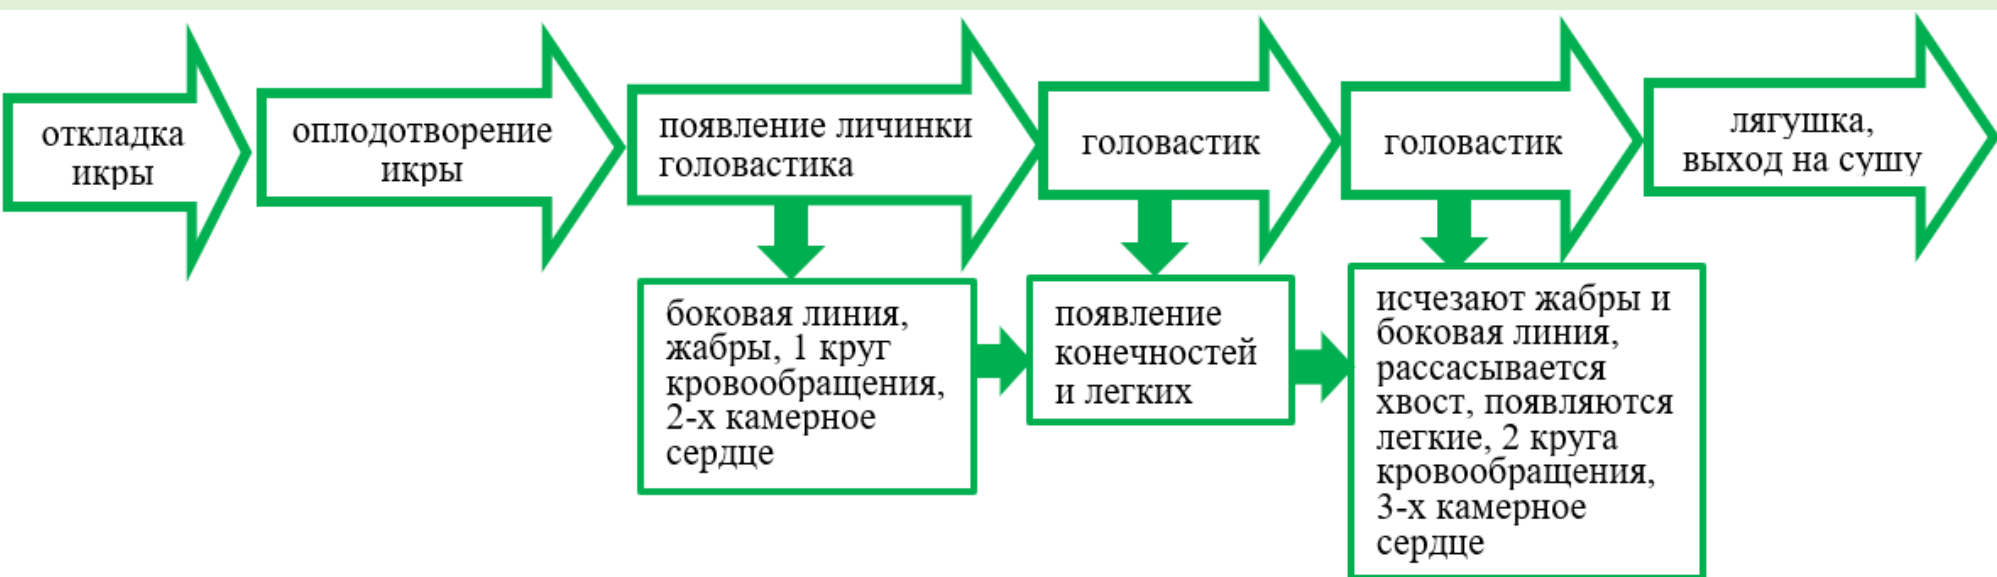 откладка
икры
оплодотворение
икры
появление личинки
головастика
головастик
головастик
лягушка,
выход на сушу
боковая линия,
жабры, 1 круг
кровообращения,
2-х камерное
сердце
появление
конечностей
и легких
исчезают жабры и
боковая линия,
рассасывается
хвост, появляются
легкие, 2 круга
кровообращения,
3-х камерное
сердце